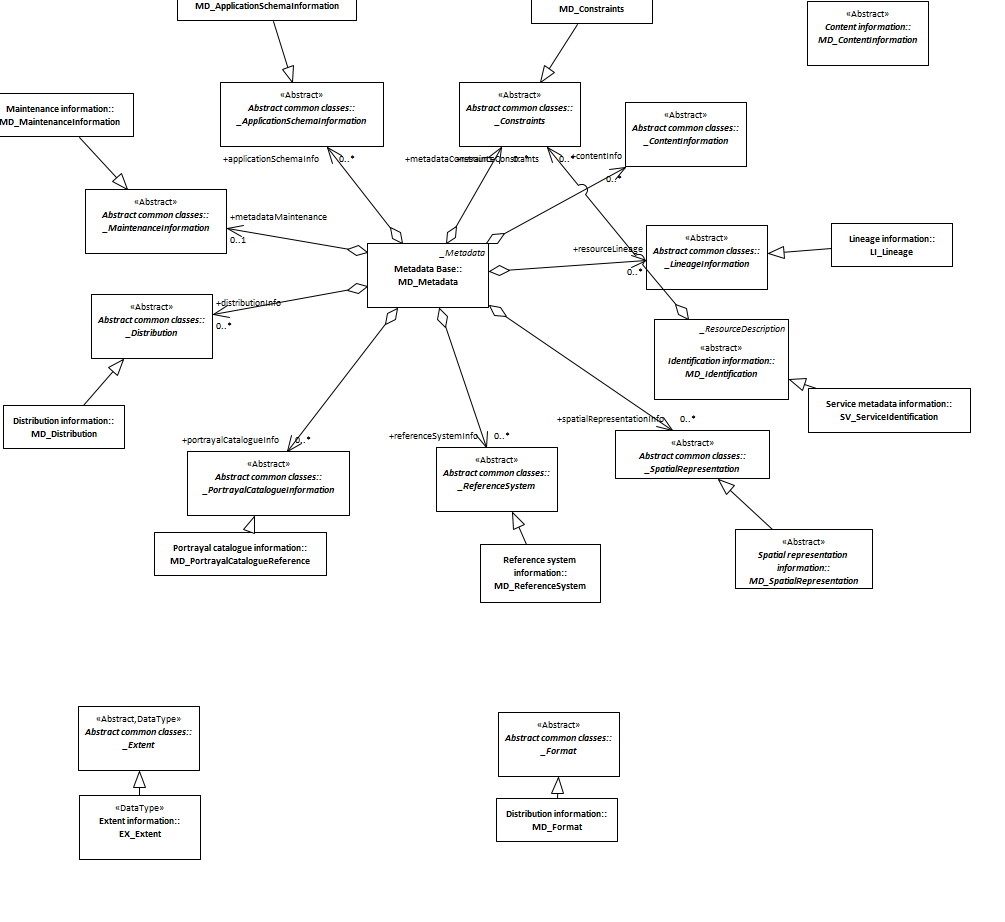 MD_ApplicationSchemaInformation
MD_Constraints
«Abstract»
Content information::
MD_ContentInformation
«Abstract»
Abstract common classes::
_ApplicationSchemaInformation
«Abstract»
Abstract common classes::
_Constraints
Maintenance information::
MD_MaintenanceInformation
«Abstract»
Abstract common classes::
_ContentInformation
+applicationSchemaInfo
0..*
+metadataConstraints
+resourceConstraints
0..*
0..*
+contentInfo
0..*
«Abstract»
Abstract common classes::
_MaintenanceInformation
+metadataMaintenance
0..1
_Metadata
Metadata Base::
MD_Metadata
+resourceLineage
0..*
«Abstract»
Abstract common classes::
_LineageInformation
Lineage information::
LI_Lineage
«Abstract»
Abstract common classes::
_Distribution
+distributionInfo
0..*
_ResourceDescription
«abstract»
Identification information::
MD_Identification
Service metadata information::
SV_ServiceIdentification
Distribution information::
MD_Distribution
+portrayalCatalogueInfo
0..*
+referenceSystemInfo
0..*
+spatialRepresentationInfo
0..*
«Abstract»
Abstract common classes::
_PortrayalCatalogueInformation
«Abstract»
Abstract common classes::
_ReferenceSystem
«Abstract»
Abstract common classes::
_SpatialRepresentation
Portrayal catalogue information::
MD_PortrayalCatalogueReference
Reference system
information::
MD_ReferenceSystem
«Abstract»
Spatial representation
information::
MD_SpatialRepresentation
«Abstract,DataType»
Abstract common classes::
_Extent
«Abstract»
Abstract common classes::
_Format
«DataType»
Extent information::
EX_Extent
Distribution information::
MD_Format